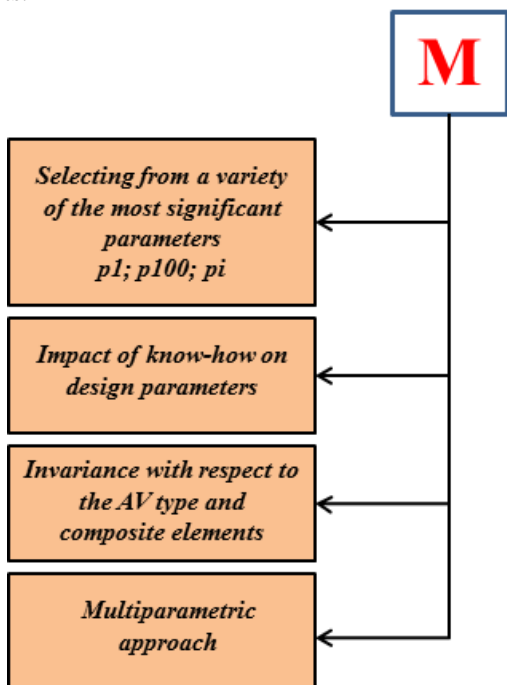 M
Selecting from a variety
of the most significant
parameters
p1; p100; pi
Impact of know-how on
design parameters
Invariance with respect to
the AV type and
composite elements
Multiparametric
approach